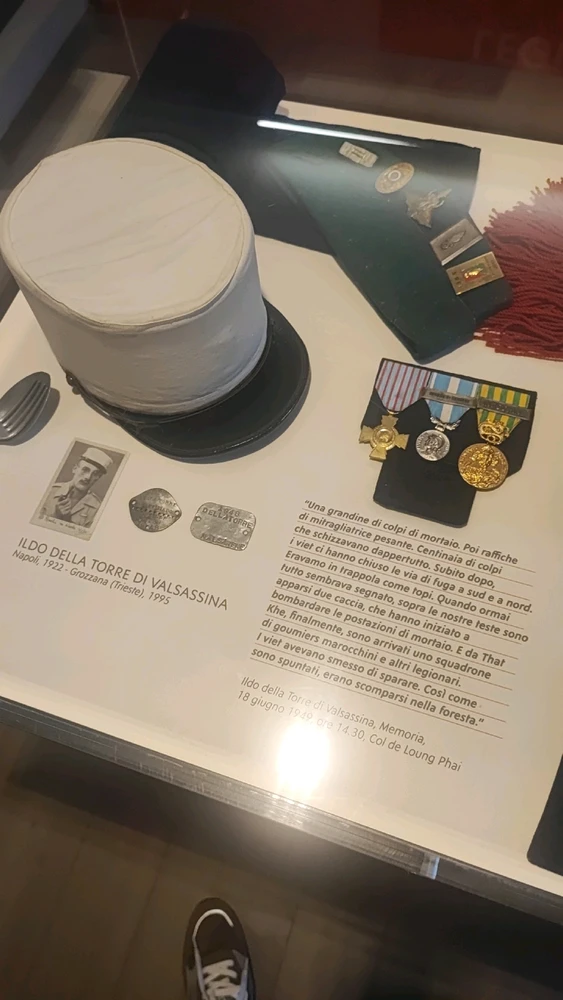 ILDO DELLA TORRE DI VALSASSINA
Napoli, 1922 - Grozzana (Trieste), 1995
"Una grandine di colpi di mortaio. Poi raffiche
di mitragliatrice pesante. Centinaia di colpi
che schizzavano dappertutto. Subito dopo,
i viet ci hanno chiuso le via di fuga a sud e a nord.
Eravamo in trappola come topi. Quando ormai
tutto sembrava segnato, sopra le nostre teste sono
apparsi due caccia, che hanno iniziato a
bombardare le postazioni di mortaio. E da That
Khe, finalmente, sono arrivati uno squadrone
di goumiers marocchini e altri legionari.
I viet avevano smesso di sparare. Così come
sono spuntati, erano scomparsi nella foresta."
Ildo della Torre di Valsassina, Memoria,
18 giugno 1949, ore 14.30, Col de Loung Phai
DELLATORRE